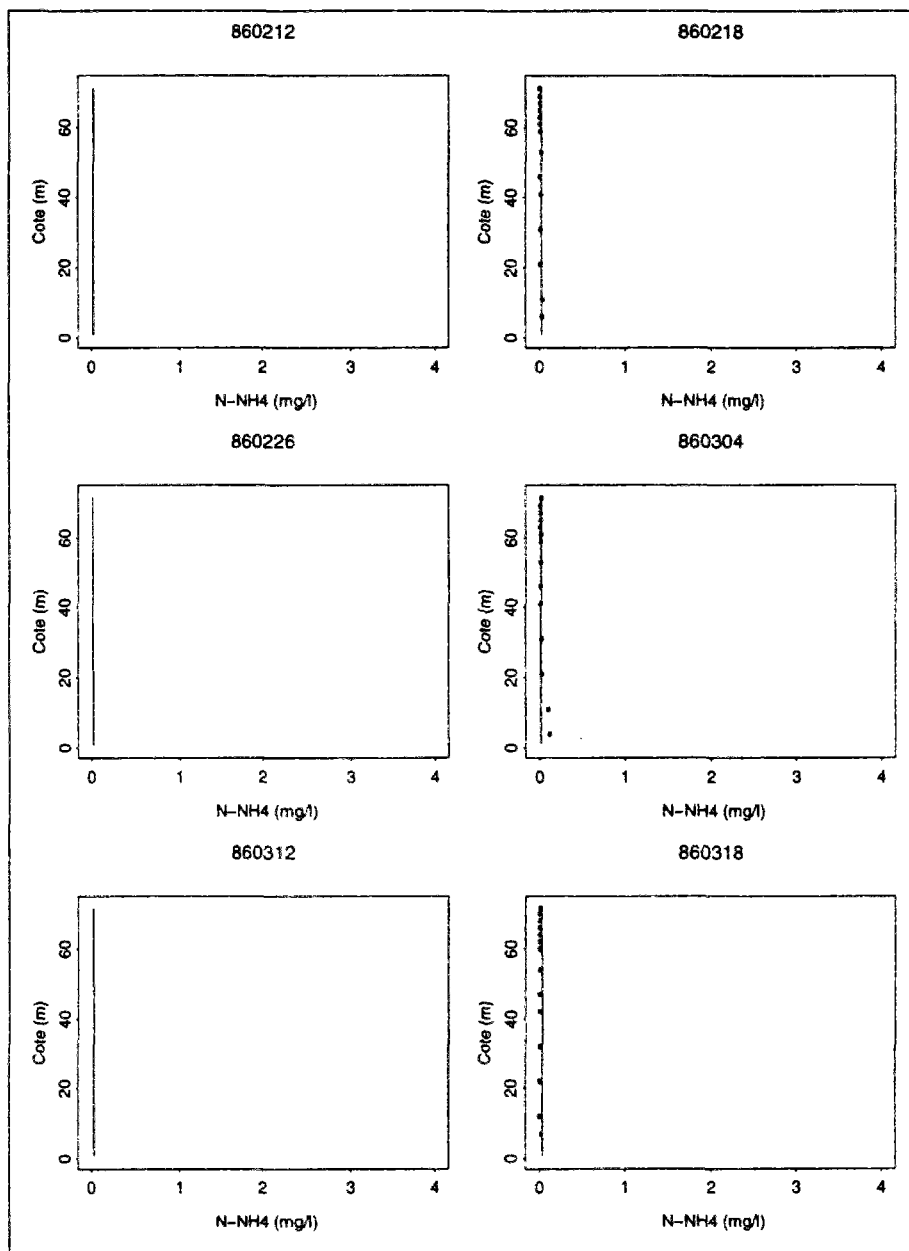 860212
860218
Cote (m)
60
40
20
0
0 1 2 3 4
N-NH4 (mg/l)
Cote (m)
60
40
20
0
0 1 2 3 4
N-NH4 (mg/l)
860226
860304
Cote (m)
60
40
20
0
0 1 2 3 4
N-NH4 (mg/l)
Cote (m)
60
40
20
0
0 1 2 3 4
N-NH4 (mg/l)
860312
860318
Cote (m)
60
40
20
0
0 1 2 3 4
N-NH4 (mg/l)
Cote (m)
60
40
20
0
0 1 2 3 4
N-NH4 (mg/l)